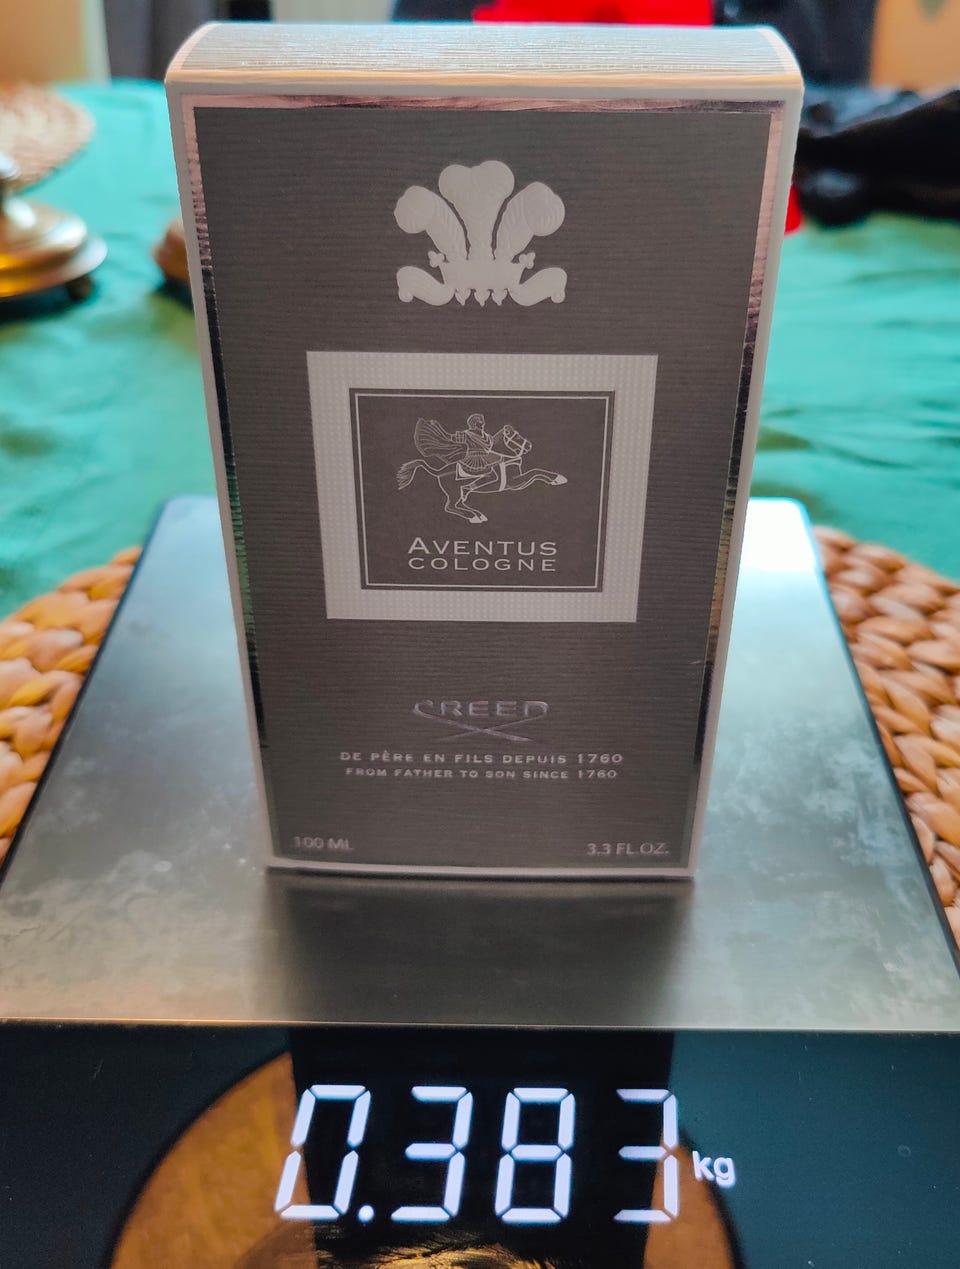 AVENTUS
COLOGNE
CREED
DE PÈRE EN FILS DEPUIS 1760
FROM FATHER TO SON SINCE 1760
100 ML
3.3 FL.OZ.
0.383 kg